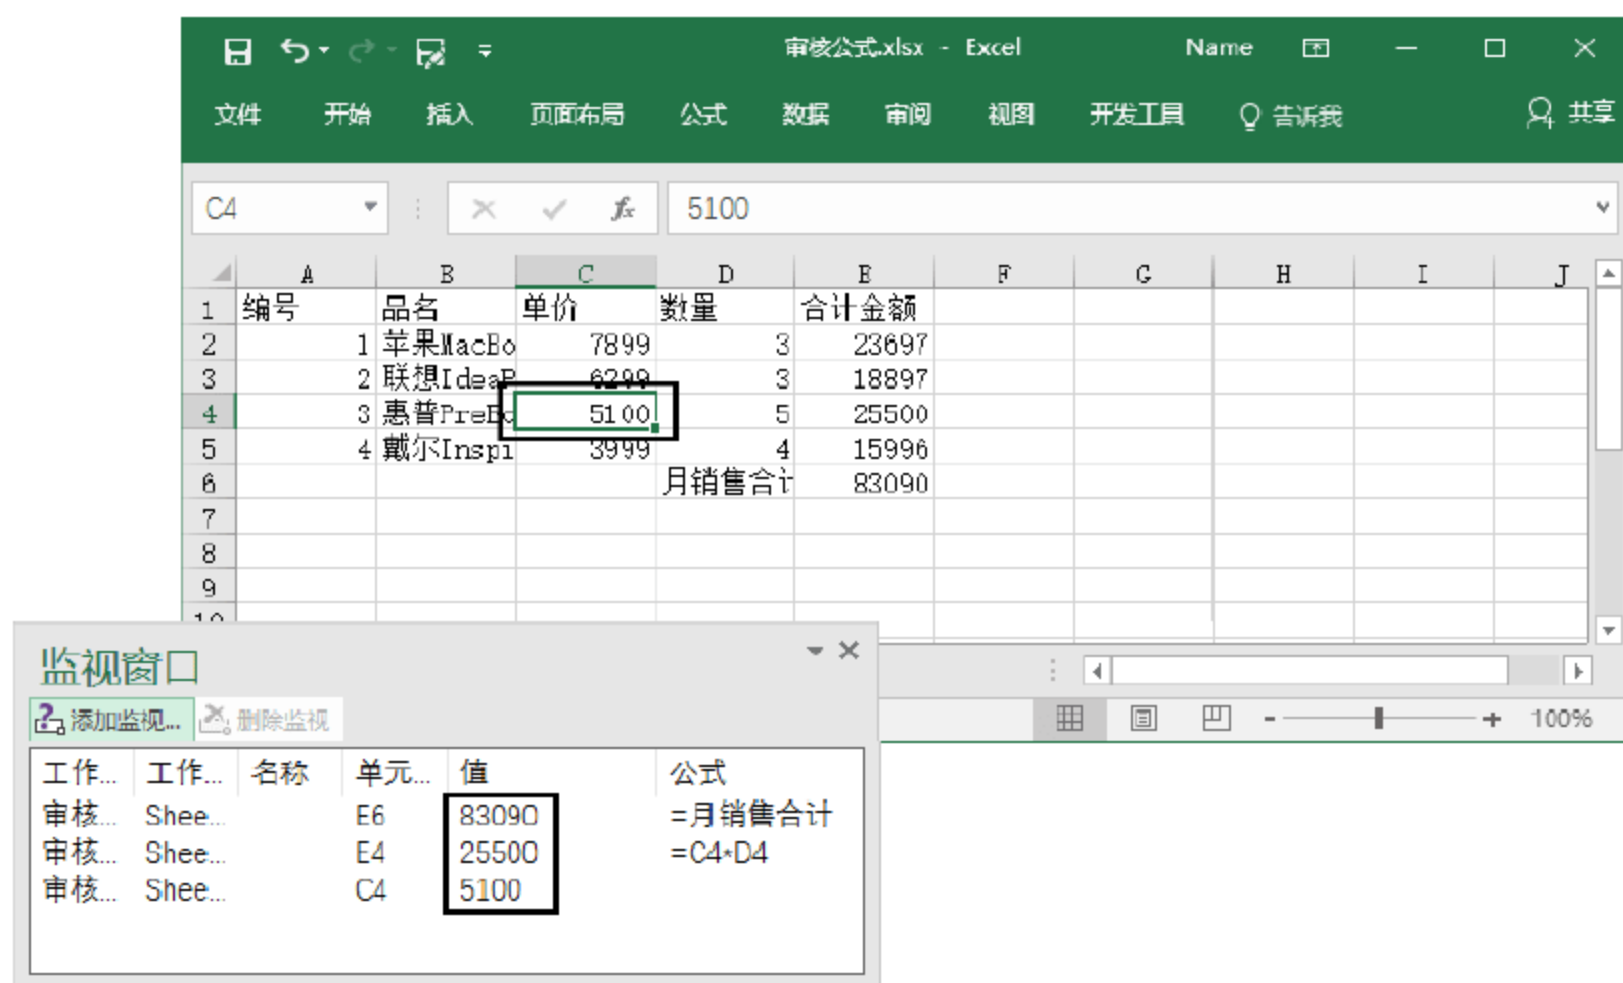 审核公式.xlsx - Excel Name
文件 开始 插入 页面布局 公式 数据 审阅 视图 开发工具 告诉我 共享
C4 fx 5100
A B C D E F G H I J
1 编号 品名 单价 数量 合计金额
2 1 苹果MacBo 7899 3 23697
3 2 联想IdeaP 6299 3 18897
4 3 惠普PreBo 5100 5 25500
5 4 戴尔Inspi 3999 4 15996
6 月销售合计 83090
7
8
9
10
监视窗口
添加监视... 删除监视
100%
工作... 工作... 名称 单元... 值 公式
审核... Shee... E6 83090 =月销售合计
审核... Shee... E4 25500 =C4*D4
审核... Shee... C4 5100